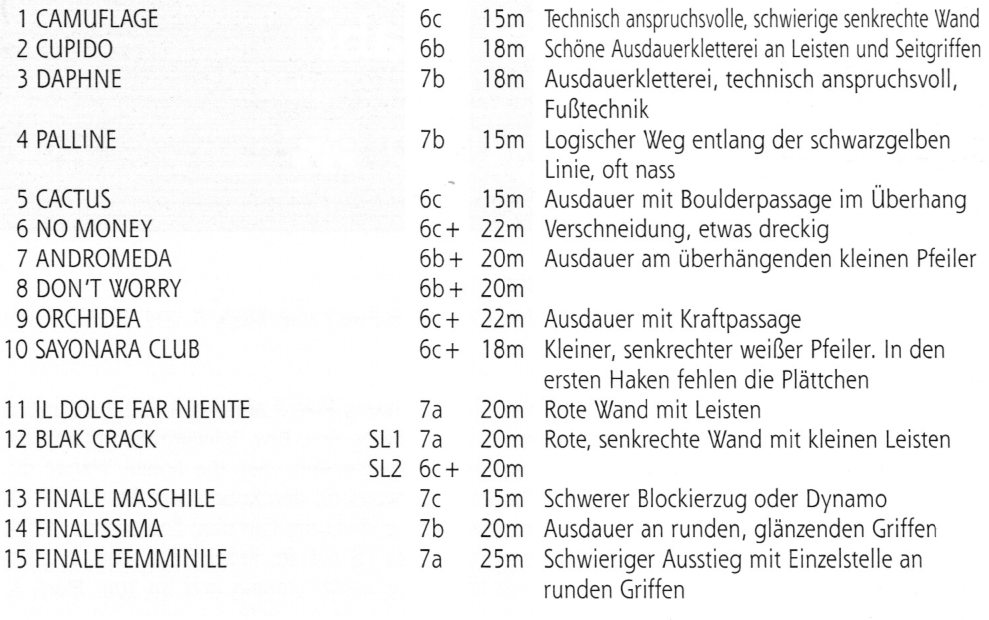 1 CAMUFLAGE 6c 15m Technisch anspruchsvolle, schwierige senkrechte Wand
2 CUPIDO 6b 18m Schöne Ausdauerkletterei an Leisten und Seitgriffen
3 DAPHNE 7b 18m Ausdauerkletterei, technisch anspruchsvoll,
Fußtechnik
4 PALLINE 7b 15m Logischer Weg entlang der schwarzgelben
Linie, oft nass
5 CACTUS 6c 15m Ausdauer mit Boulderpassage im Überhang
6 NO MONEY 6c+ 22m Verschneidung, etwas dreckig
7 ANDROMEDA 6b+ 20m Ausdauer am überhängenden kleinen Pfeiler
8 DON'T WORRY 6b+ 20m
9 ORCHIDEA 6c+ 22m Ausdauer mit Kraftpassage
10 SAYONARA CLUB 6c+ 18m Kleiner, senkrechter weißer Pfeiler. In den
ersten Haken fehlen die Plättchen
11 IL DOLCE FAR NIENTE 7a 20m Rote Wand mit Leisten
12 BLAK CRACK SL1 7a 20m Rote, senkrechte Wand mit kleinen Leisten
SL2 6c+ 20m
13 FINALE MASCHILE 7c 15m Schwerer Blockierzug oder Dynamo
14 FINALISSIMA 7b 20m Ausdauer an runden, glänzenden Griffen
15 FINALE FEMMINILE 7a 25m Schwieriger Ausstieg mit Einzelstelle an
runden Griffen